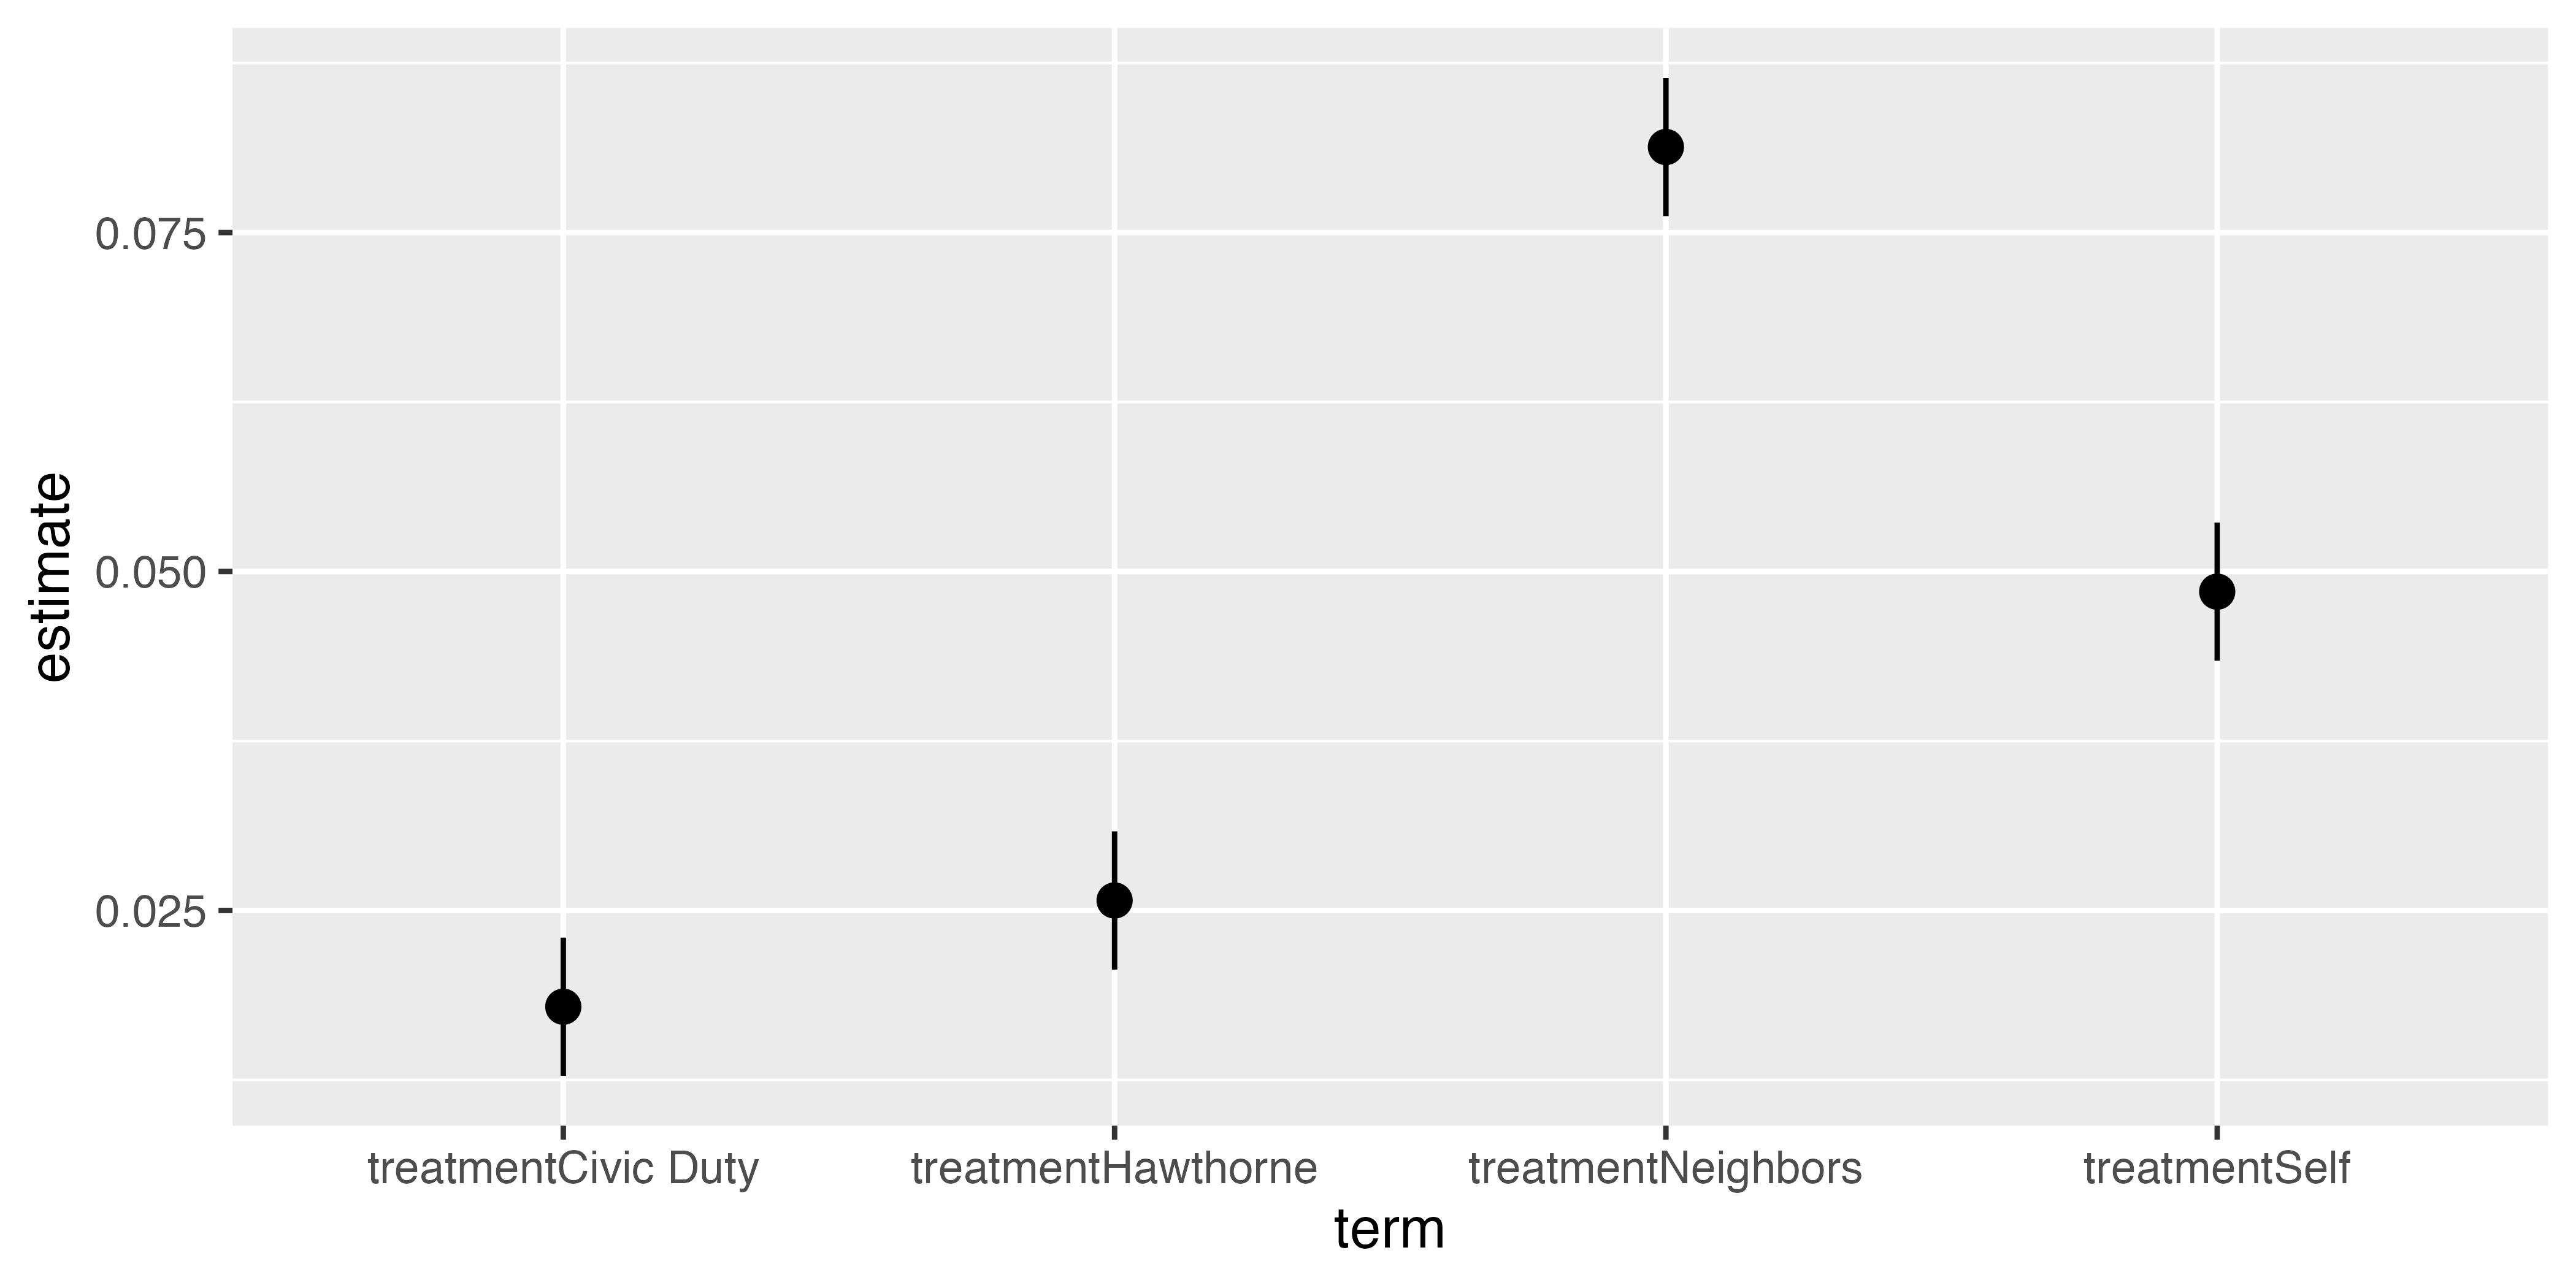 estimate
0.075
0.050
0.025
treatmentCivic Duty
treatmentHawthorne
treatmentNeighbors
treatmentSelf
term